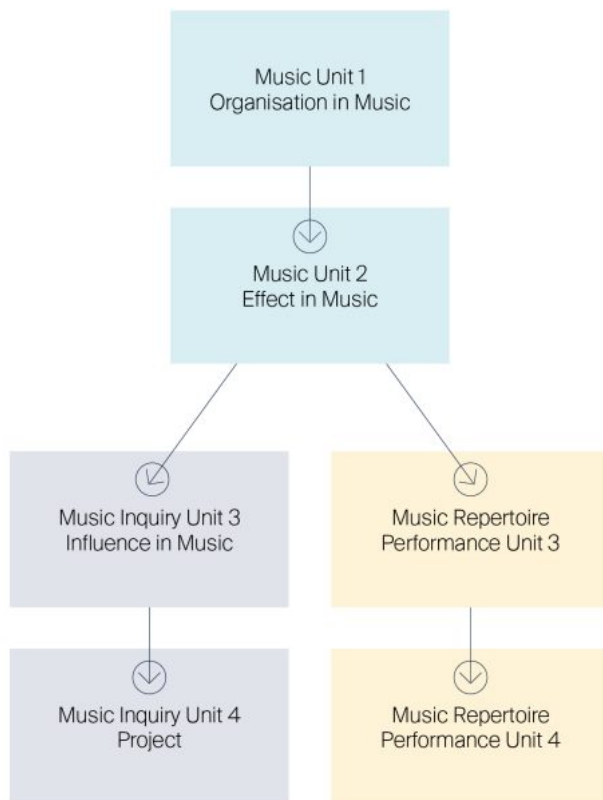 Music Unit 1
Organisation in Music
Music Unit 2
Effect in Music
Music Inquiry Unit 3
Influence in Music
Music Repertoire
Performance Unit 3
Music Inquiry Unit 4
Project
Music Repertoire
Performance Unit 4